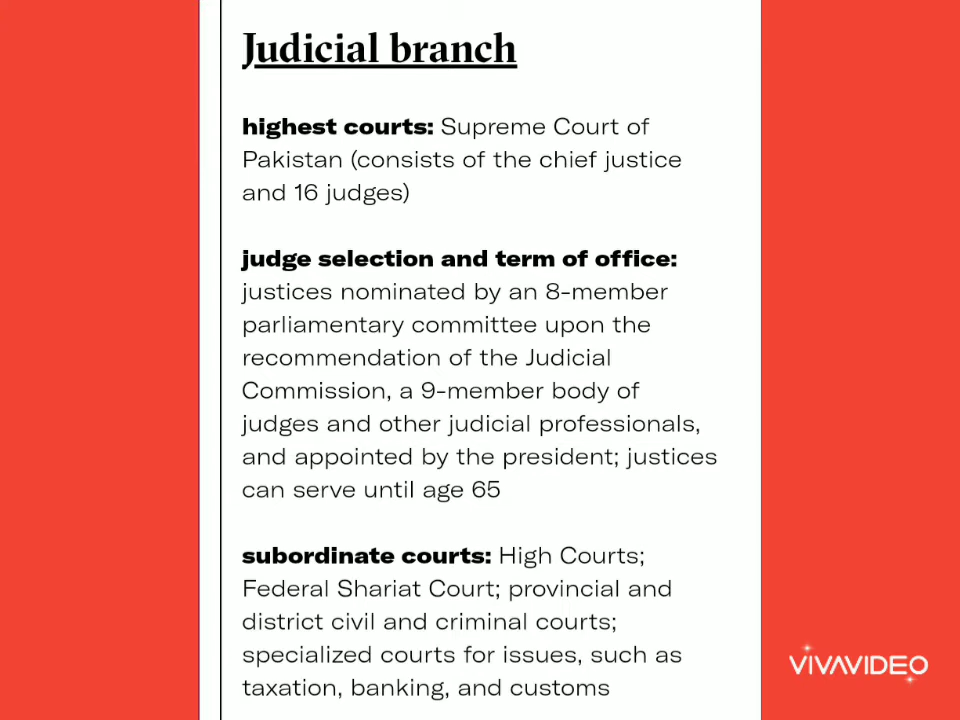 Judicial branch
highest courts: Supreme Court of
Pakistan (consists of the chief justice
and 16 judges)
judge selection and term of office:
justices nominated by an 8-member
parliamentary committee upon the
recommendation of the Judicial
Commission, a 9-member body of
judges and other judicial professionals,
and appointed by the president; justices
can serve until age 65
subordinate courts: High Courts;
Federal Shariat Court; provincial and
district civil and criminal courts;
specialized courts for issues, such as
taxation, banking, and customs
VIVAVIDEO